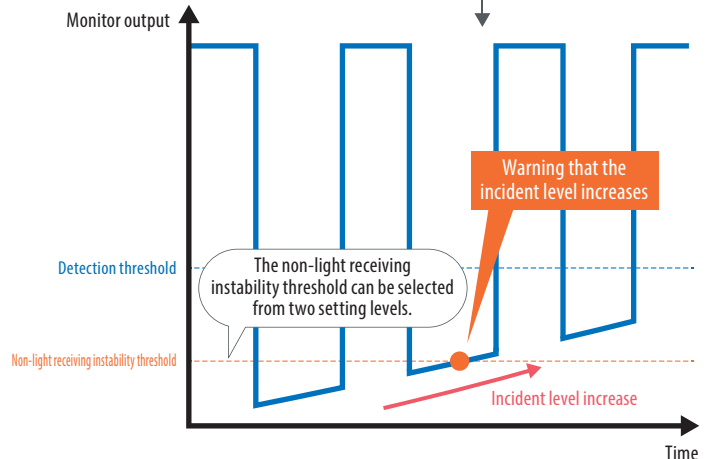 Monitor output
Warning that the
incident level increases
Detection threshold
The non-light receiving
instability threshold can be selected
from two setting levels.
Non-light receiving instability threshold
Incident level increase
Time